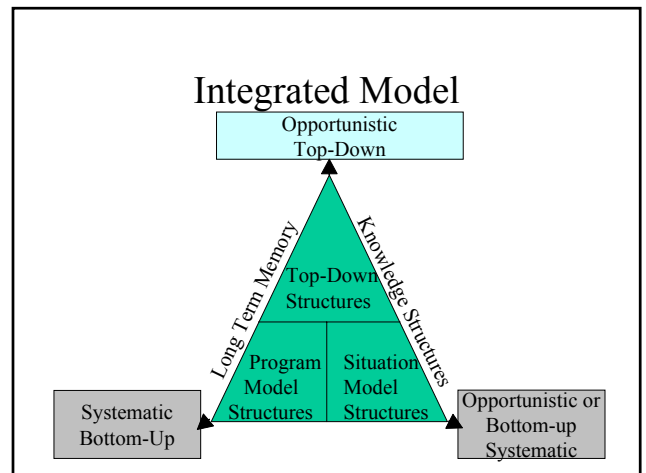 Integrated Model
Opportunistic
Top-Down
Long Term Memory
Knowledge Structures
Top-Down
Structures
Program
Model
Structures
Situation
Model
Structures
Systematic
Bottom-Up
Opportunistic or
Bottom-up
Systematic